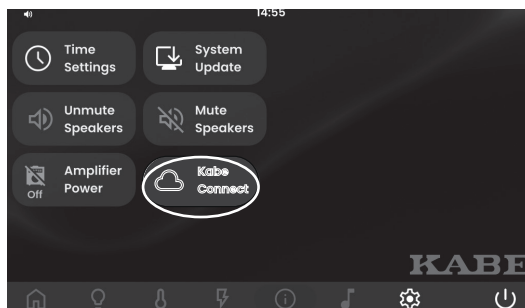 14:55
Time
Settings
System
Update
Unmute
Speakers
Mute
Speakers
Amplifier
Power
Off
Kabe
Connect
KABE